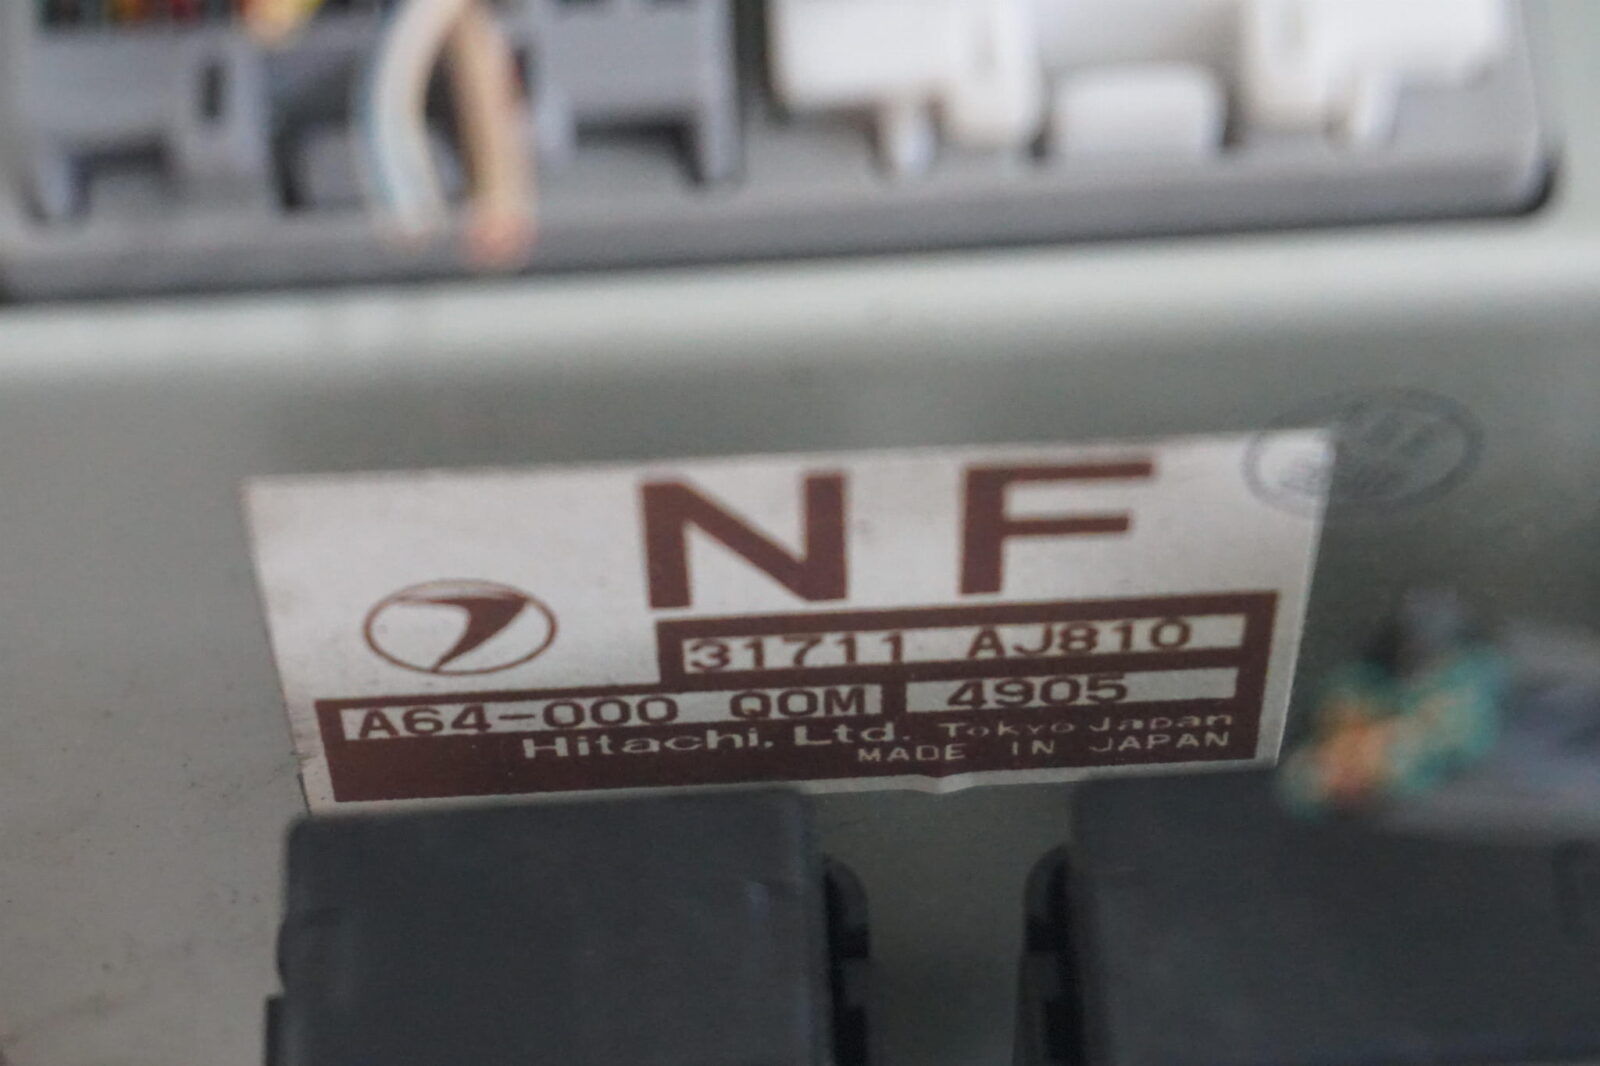 NF
31711 AJ810
A64-000 Q0M 4905
Hitachi, Ltd. Tokyo Japan
MADE IN JAPAN